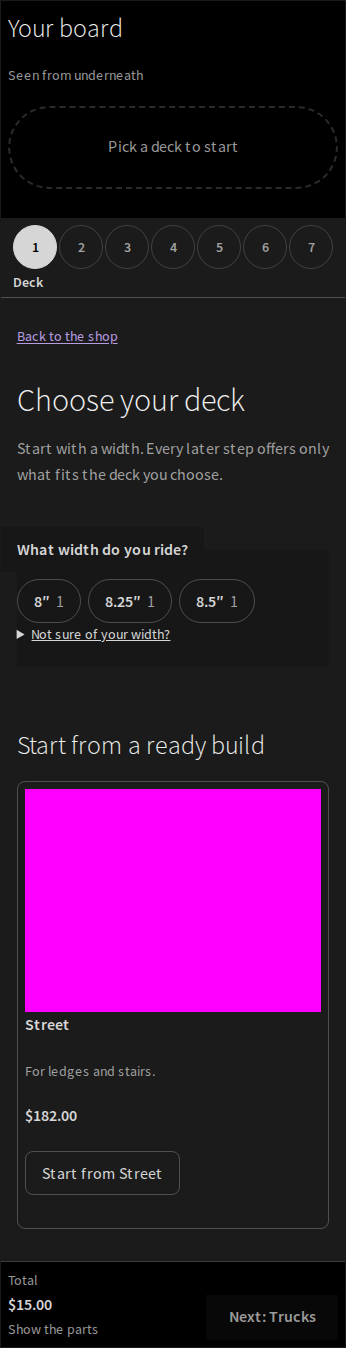 Your board
Seen from underneath
Pick a deck to start
1 2 3 4 5 6 7
Deck
Back to the shop
Choose your deck
Start with a width. Every later step offers only
what fits the deck you choose.
What width do you ride?
8″ 1 8.25″ 1 8.5″ 1
Not sure of your width?
Start from a ready build
Street
For ledges and stairs.
$182.00
Start from Street
Total
$15.00
Show the parts
Next: Trucks